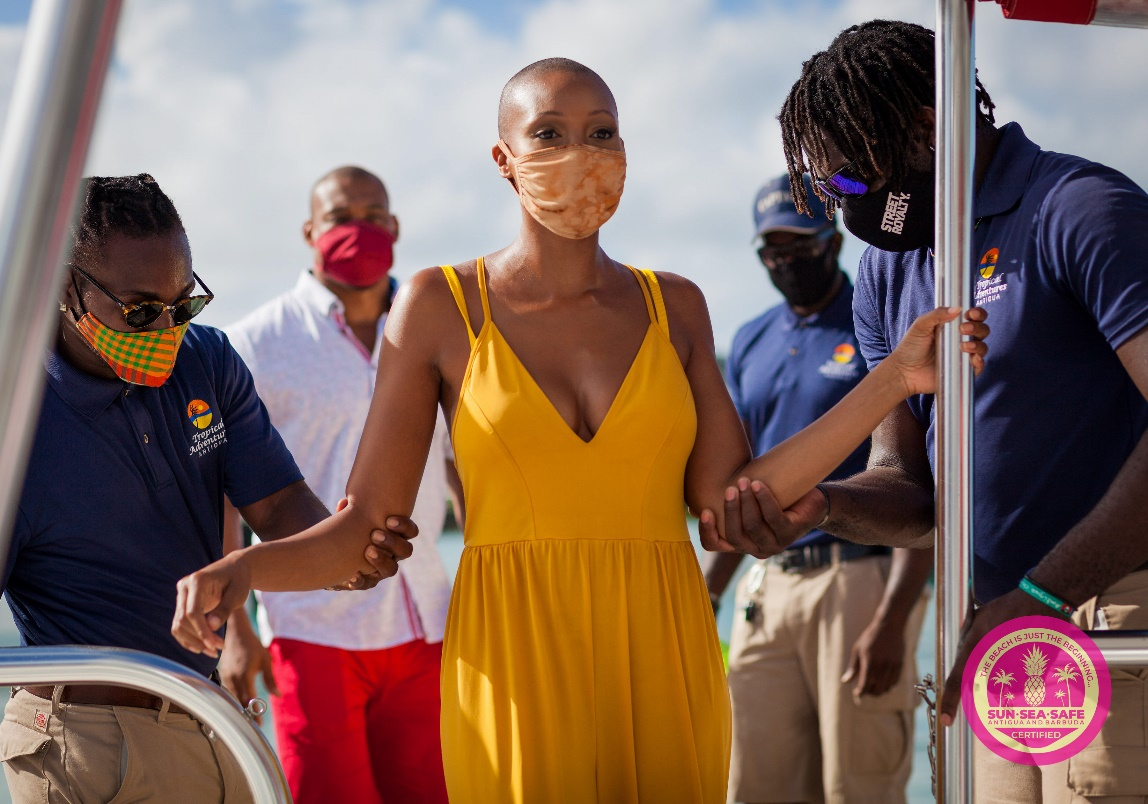 STREET
ROYALTY.
Tropical
Adventures
ANTIGUA
Tropical
Adventures
ANTIGUA
THE BEACH IS JUST THE BEGINNING...
SUN•SEA•SAFE
ANTIGUA AND BARBUDA
CERTIFIED